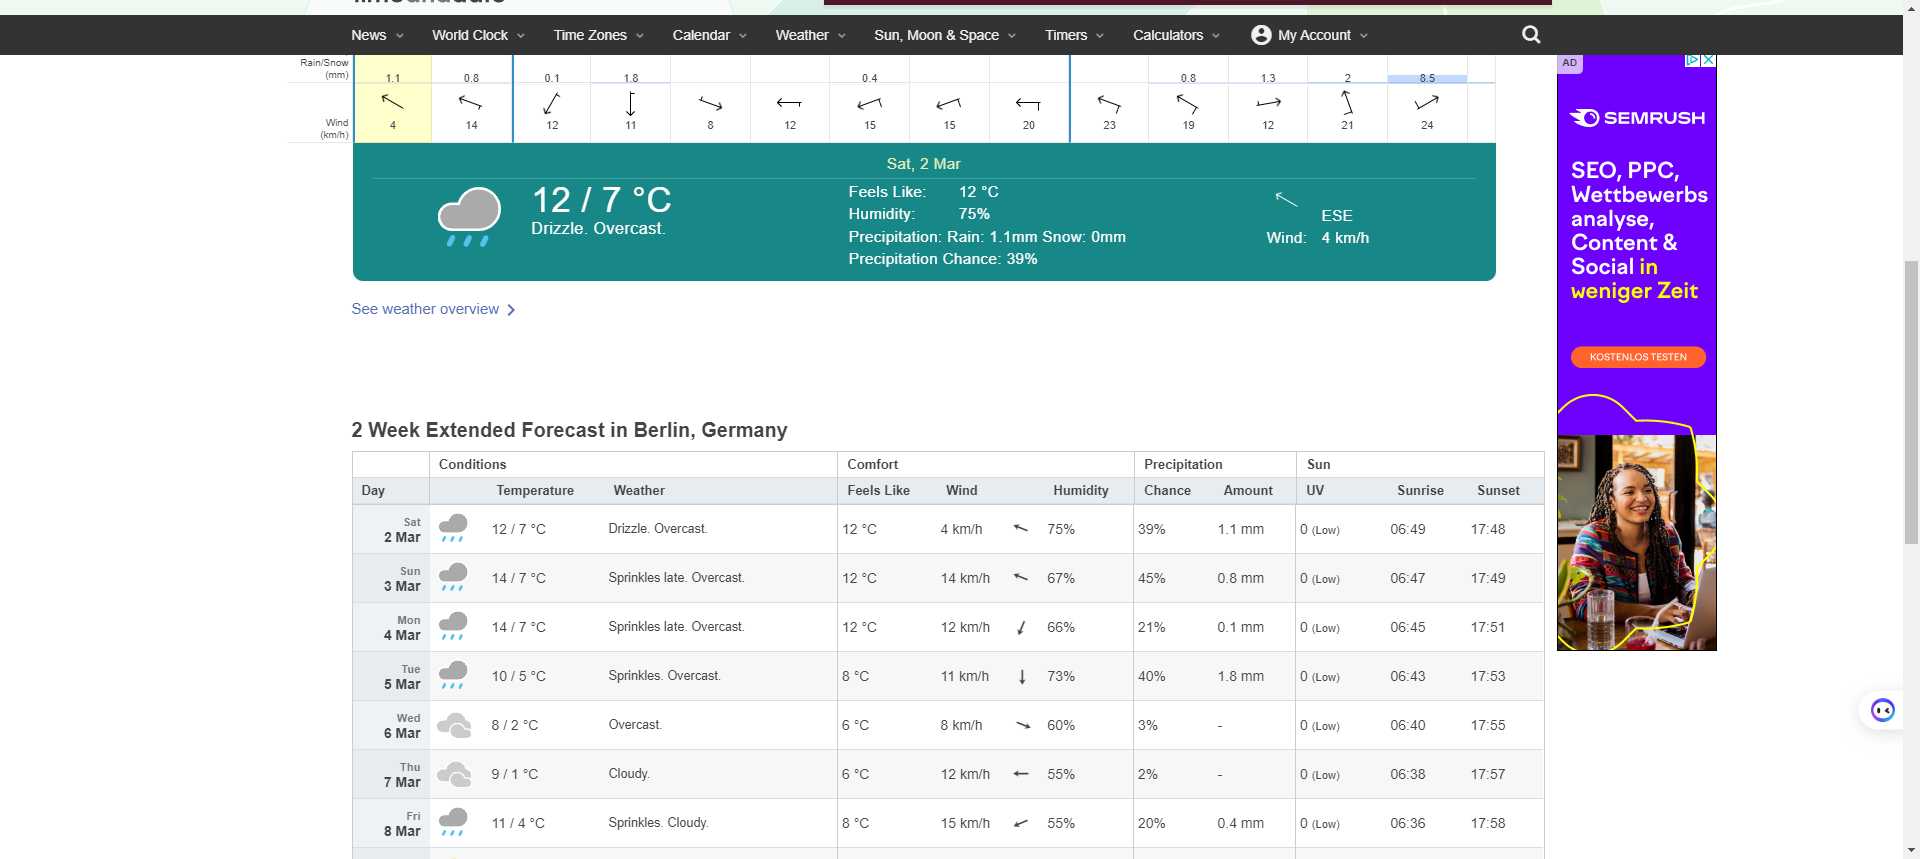 News World Clock Time Zones Calendar Weather Sun, Moon & Space Timers Calculators My Account
Rain/Snow
(mm)
1.1 0.8 0.1 1.8 0.4 0.8 1.3 2 8.5
Wind
(km/h)
4 14 12 11 8 12 15 15 20 23 19 12 21 24
Sat, 2 Mar
12 / 7 °C
Drizzle. Overcast.
Feels Like: 12 °C
Humidity: 75%
Precipitation: Rain: 1.1mm Snow: 0mm
Precipitation Chance: 39%
ESE
Wind: 4 km/h
See weather overview
2 Week Extended Forecast in Berlin, Germany
Conditions Comfort Precipitation Sun
Day Temperature Weather Feels Like Wind Humidity Chance Amount UV Sunrise Sunset
Sat
2 Mar 12 / 7 °C Drizzle. Overcast. 12 °C 4 km/h 75% 39% 1.1 mm 0 (Low) 06:49 17:48
Sun
3 Mar 14 / 7 °C Sprinkles late. Overcast. 12 °C 14 km/h 67% 45% 0.8 mm 0 (Low) 06:47 17:49
Mon
4 Mar 14 / 7 °C Sprinkles late. Overcast. 12 °C 12 km/h 66% 21% 0.1 mm 0 (Low) 06:45 17:51
Tue
5 Mar 10 / 5 °C Sprinkles. Overcast. 8 °C 11 km/h 73% 40% 1.8 mm 0 (Low) 06:43 17:53
Wed
6 Mar 8 / 2 °C Overcast. 6 °C 8 km/h 60% 3% - 0 (Low) 06:40 17:55
Thu
7 Mar 9 / 1 °C Cloudy. 6 °C 12 km/h 55% 2% - 0 (Low) 06:38 17:57
Fri
8 Mar 11 / 4 °C Sprinkles. Cloudy. 8 °C 15 km/h 55% 20% 0.4 mm 0 (Low) 06:36 17:58
AD
SEMRUSH
SEO, PPC,
Wettbewerbs
analyse,
Content &
Social in
weniger Zeit
KOSTENLOS TESTEN